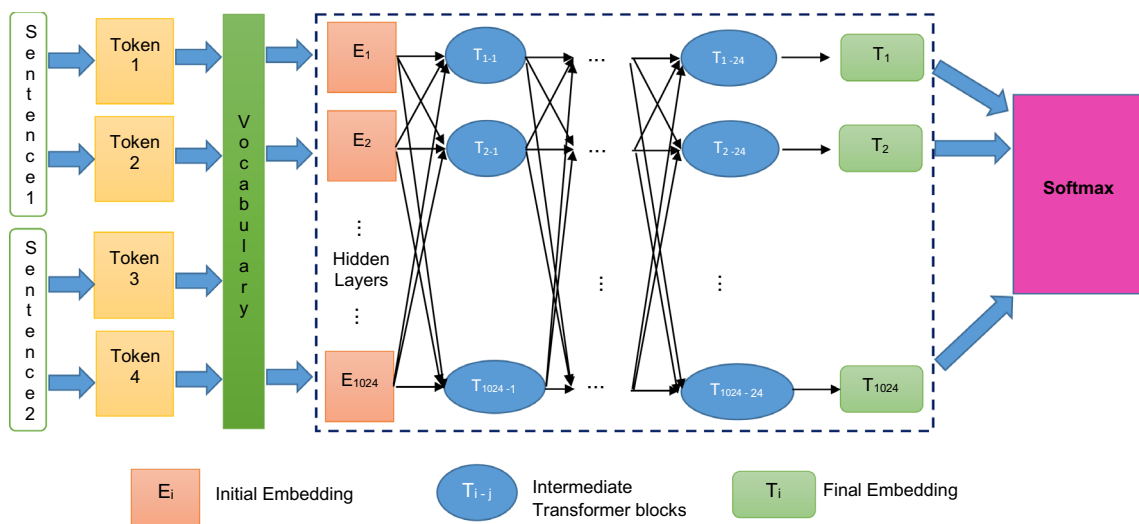 Sentence1
Sentence2
Token
1
Token
2
Token
3
Token
4
Vocabulary
E1
E2
⋮
Hidden
Layers
⋮
E1024
T1-1
T2-1
T1024 -1
...
...
⋮
...
⋮
T1 -24
T2 -24
T1024 - 24
T1
T2
T1024
Softmax
Ei
Initial Embedding
Ti - j
Intermediate
Transformer blocks
Ti
Final Embedding